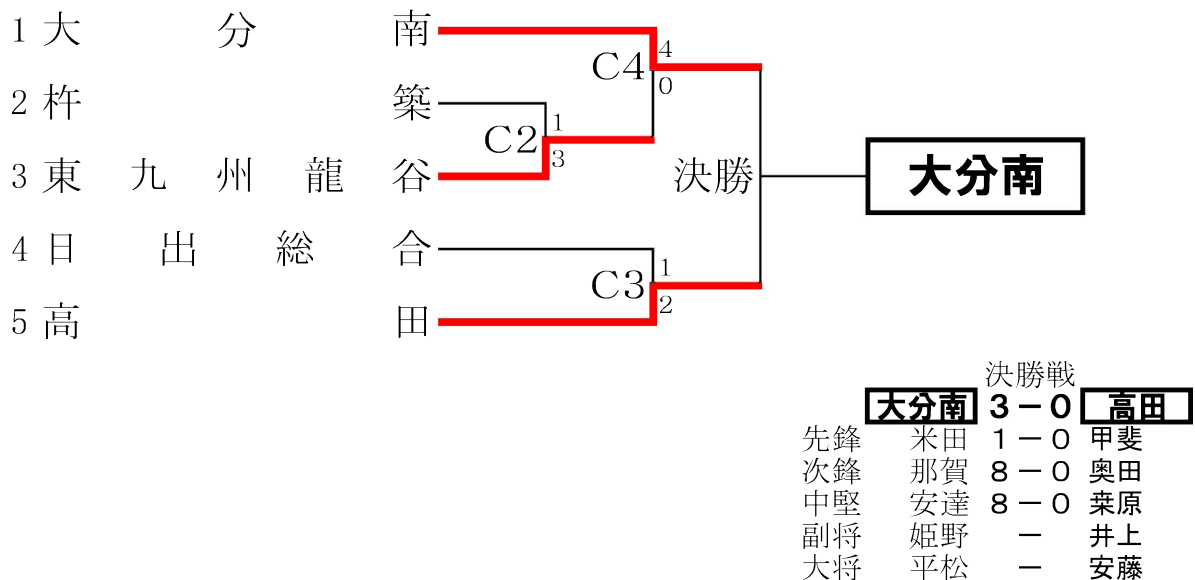 1 大分南
4
C4
0
2 杵築
1
C2
3
3 東九州龍谷
決勝
大分南
4 日出総合
1
C3
2
5 高田
決勝戦
大分南 3－0 高田
先鋒 米田 1－0 甲斐
次鋒 那賀 8－0 奥田
中堅 安達 8－0 桒原
副将 姫野 － 井上
大将 平松 － 安藤